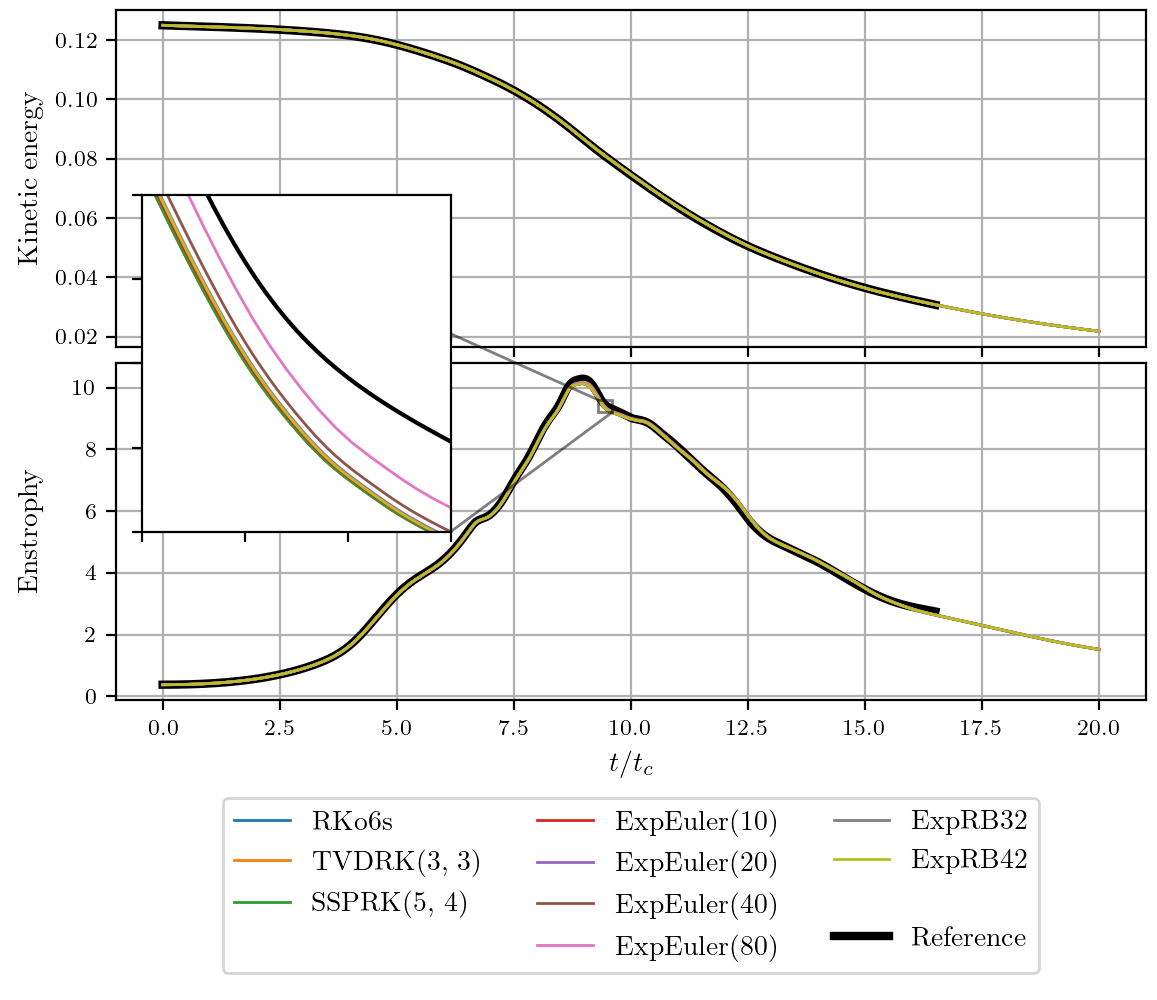 Kinetic energy
0.12
0.10
0.08
0.06
0.04
0.02
Enstrophy
10
8
6
4
2
0
0.0 2.5 5.0 7.5 10.0 12.5 15.0 17.5 20.0
t/t_c
RKo6s
TVDRK(3, 3)
SSPRK(5, 4)
ExpEuler(10)
ExpEuler(20)
ExpEuler(40)
ExpEuler(80)
ExpRB32
ExpRB42
Reference